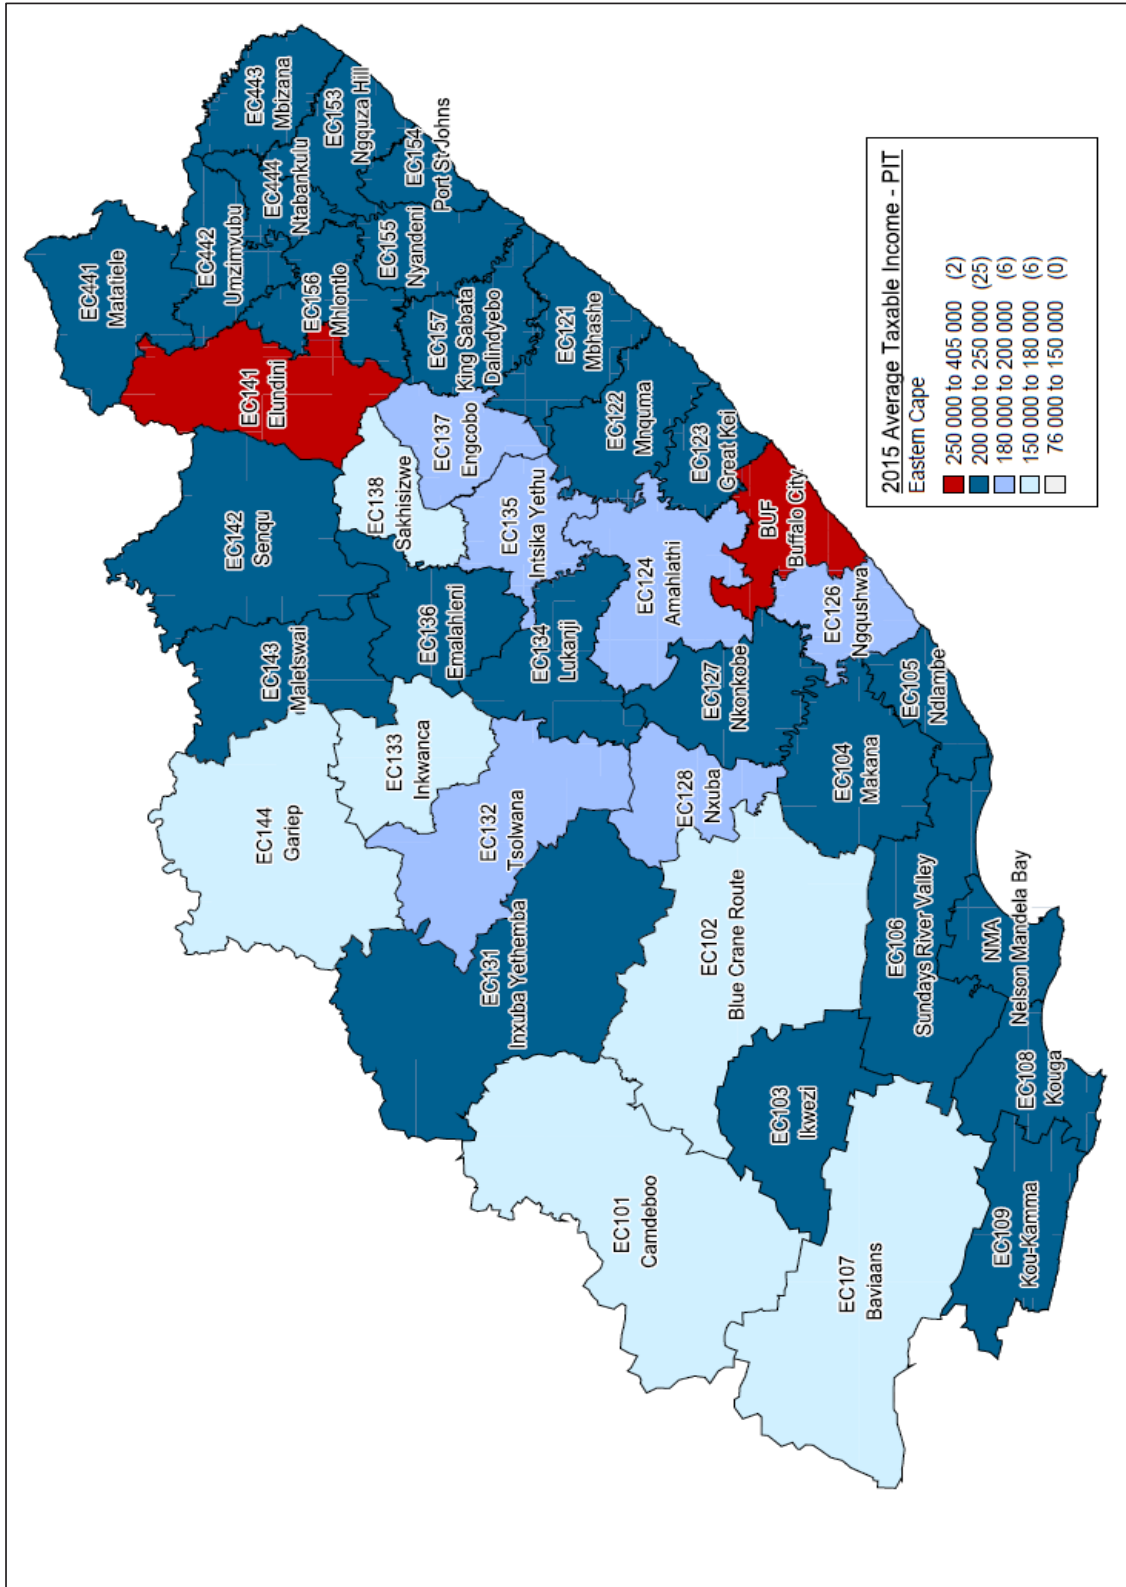 EC441
Matatiele
EC443
Mbizana
EC442
Umzimvubu
EC444
Ntabankulu
EC153
Ngquza Hill
EC154
Port St Johns
EC156
Mhlontlo
EC155
Nyandeni
EC141
Elundini
EC157
King Sabata
Dalindyebo
EC121
Mbhashe
EC142
Senqu
EC138
Sakhisizwe
EC137
Engcobo
EC135
Intsika Yethu
EC122
Mnquma
EC123
Great Kei
EC143
Maletswai
EC136
Emalahleni
EC134
Lukanji
EC124
Amahlathi
BUF
Buffalo City
EC126
Ngqushwa
EC144
Gariep
EC133
Inkwanca
EC132
Tsolwana
EC128
Nxuba
EC127
Nkonkobe
EC105
Ndlambe
EC104
Makana
EC131
Inxuba Yethemba
EC102
Blue Crane Route
EC106
Sundays River Valley
NMA
Nelson Mandela Bay
EC101
Camdeboo
EC103
Ikwezi
EC108
Kouga
EC107
Baviaans
EC109
Kou-Kamma
2015 Average Taxable Income - PIT
Eastern Cape
250 000 to 405 000 (2)
200 000 to 250 000 (25)
180 000 to 200 000 (6)
150 000 to 180 000 (6)
76 000 to 150 000 (0)